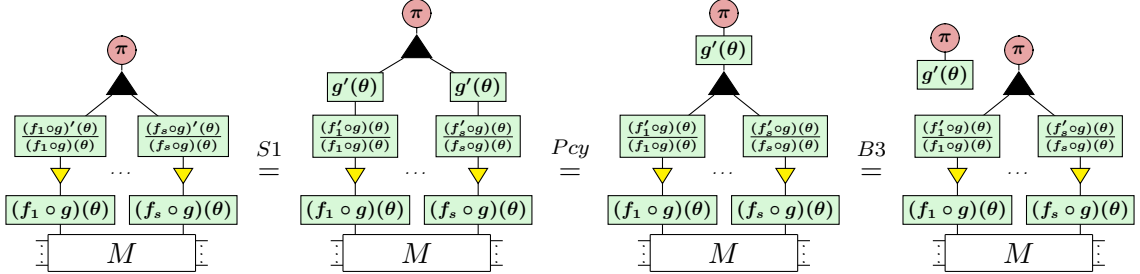 π π π π π
g′(θ) g′(θ) g′(θ) g′(θ)
(f₁∘g)′(θ)/(f₁∘g)(θ) (fₛ∘g)′(θ)/(fₛ∘g)(θ) S1 = (f₁′∘g)(θ)/(f₁∘g)(θ) (fₛ′∘g)(θ)/(fₛ∘g)(θ) Pcy = (f₁′∘g)(θ)/(f₁∘g)(θ) (fₛ′∘g)(θ)/(fₛ∘g)(θ) B3 = (f₁′∘g)(θ)/(f₁∘g)(θ) (fₛ′∘g)(θ)/(fₛ∘g)(θ)
... ... ... ...
(f₁ ∘ g)(θ) (fₛ ∘ g)(θ) (f₁ ∘ g)(θ) (fₛ ∘ g)(θ) (f₁ ∘ g)(θ) (fₛ ∘ g)(θ) (f₁ ∘ g)(θ) (fₛ ∘ g)(θ)
⋮ M ⋮ ⋮ M ⋮ ⋮ M ⋮ ⋮ M ⋮